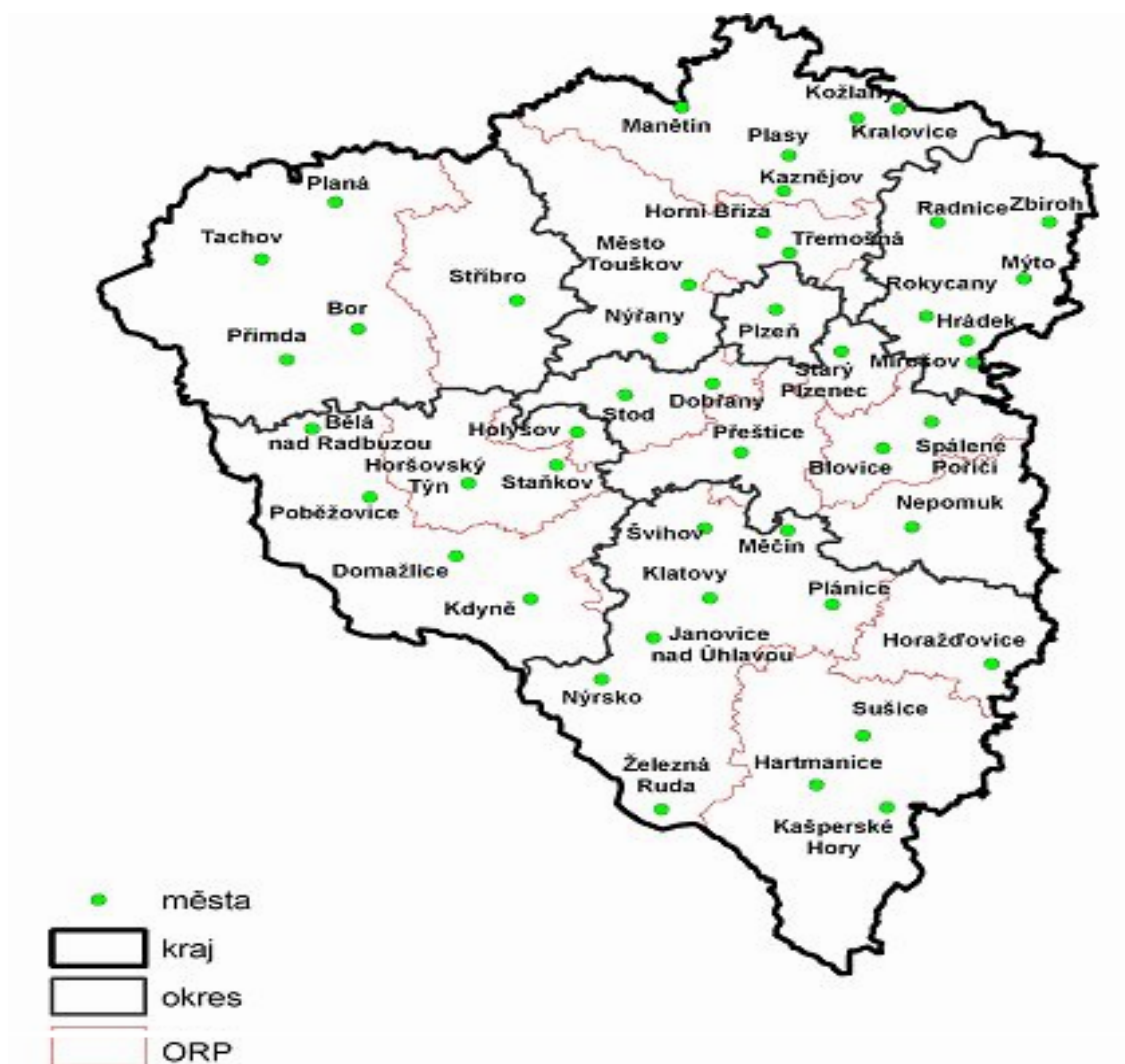 Kožlany
Manětín
Kralovice
Plasy
Kaznějov
Planá
Horní Bříza
Radnice
Zbiroh
Tachov
Město
Touškov
Třemošná
Stříbro
Mýto
Rokycany
Bor
Nýřany
Plzeň
Hrádek
Přimda
Mirošov
Starý
Plzenec
Dobřany
Stod
Bělá
nad Radbuzou
Holýšov
Přeštice
Spálené
Poříčí
Blovice
Horšovský
Týn
Staňkov
Nepomuk
Poběžovice
Švihov
Měčín
Domažlice
Klatovy
Plánice
Kdyně
Janovice
nad Úhlavou
Horažďovice
Nýrsko
Sušice
Železná
Ruda
Hartmanice
Kašperské
Hory
města
kraj
okres
ORP